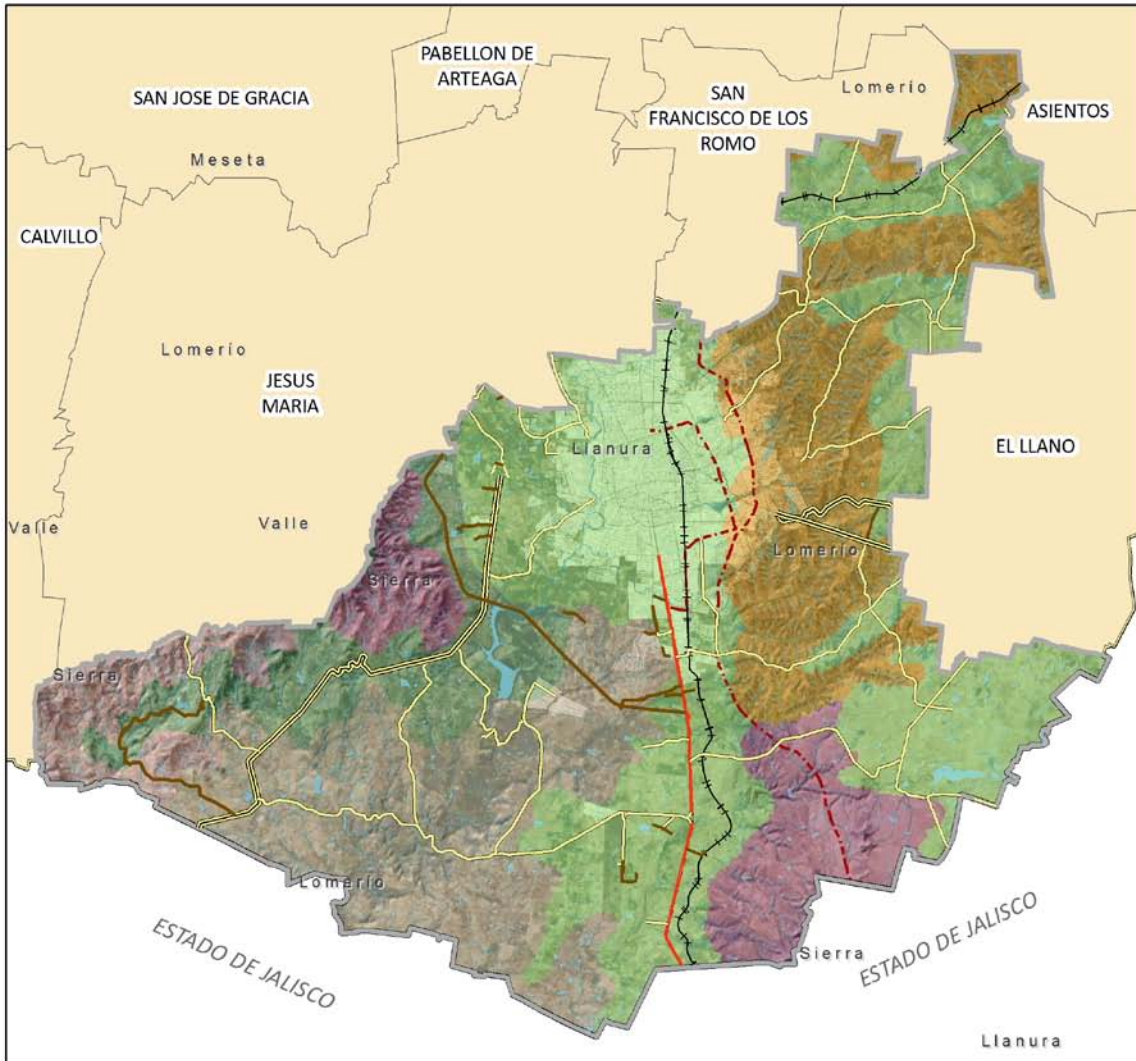 PABELLON DE
ARTEAGA
SAN JOSE DE GRACIA
SAN
FRANCISCO DE LOS
ROMO
Lomerío
ASIENTOS
Meseta
CALVILLO
Lomerío
JESUS
MARIA
Llanura
EL LLANO
Valle
Valle
Lomerío
Sierra
Sierra
Lomerío
ESTADO DE JALISCO
Sierra
ESTADO DE JALISCO
Llanura